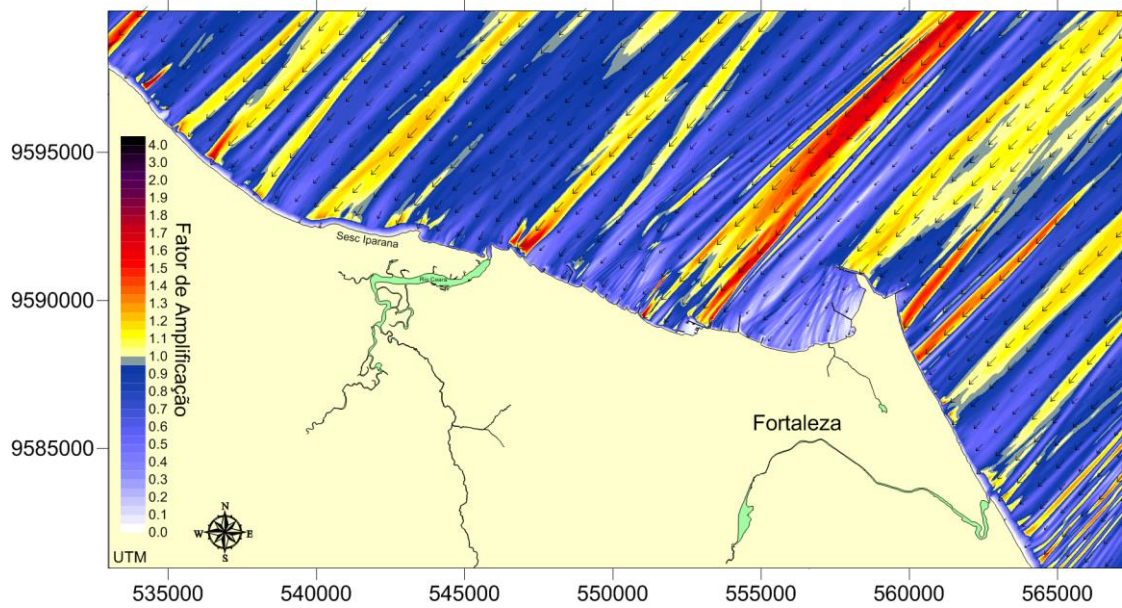 9595000
9590000
9585000
4.0
3.0
2.0
1.9
1.8
1.7
1.6
1.5
1.4
1.3
1.2
1.1
1.0
0.9
0.8
0.7
0.6
0.5
0.4
0.3
0.2
0.1
0.0
Fator de Amplificação
Sesc Iparana
Rio Ceará
Fortaleza
N
W E
S
UTM
535000 540000 545000 550000 555000 560000 565000